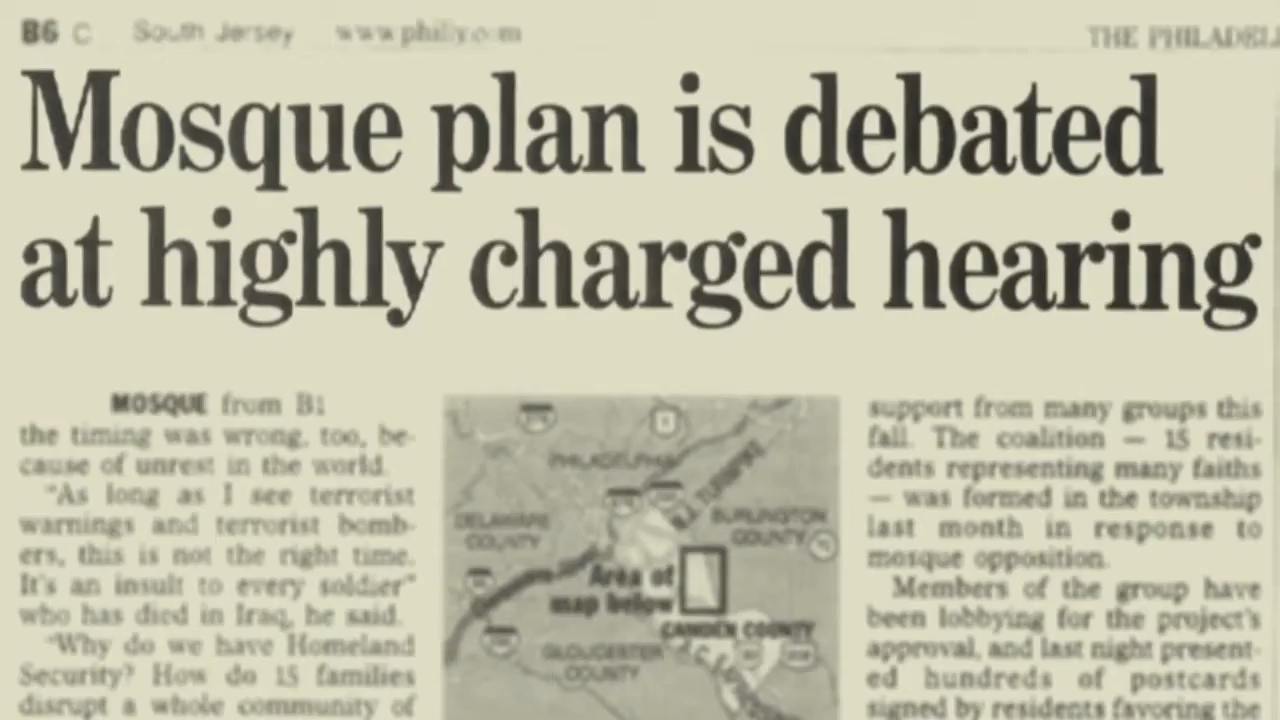 B6 C South Jersey www.philly.com
THE PHILADEL
Mosque plan is debated
at highly charged hearing
MOSQUE from B1
the timing was wrong, too, be-
cause of unrest in the world.
"As long as I see terrorist
warnings and terrorist bomb-
ers, this is not the right time.
It's an insult to every soldier"
who has died in Iraq, he said.
"Why do we have Homeland
Security? How do 15 families
disrupt a whole community of
PHILADELPHIA
N.J. TURNPIKE
DELAWARE
COUNTY
BURLINGTON
COUNTY
Area of
map below
CAMDEN COUNTY
GLOUCESTER
COUNTY
support from many groups this
fall. The coalition — 15 resi-
dents representing many faiths
— was formed in the township
last month in response to
mosque opposition.
Members of the group have
been lobbying for the project's
approval, and last night present-
ed hundreds of postcards
signed by residents favoring the